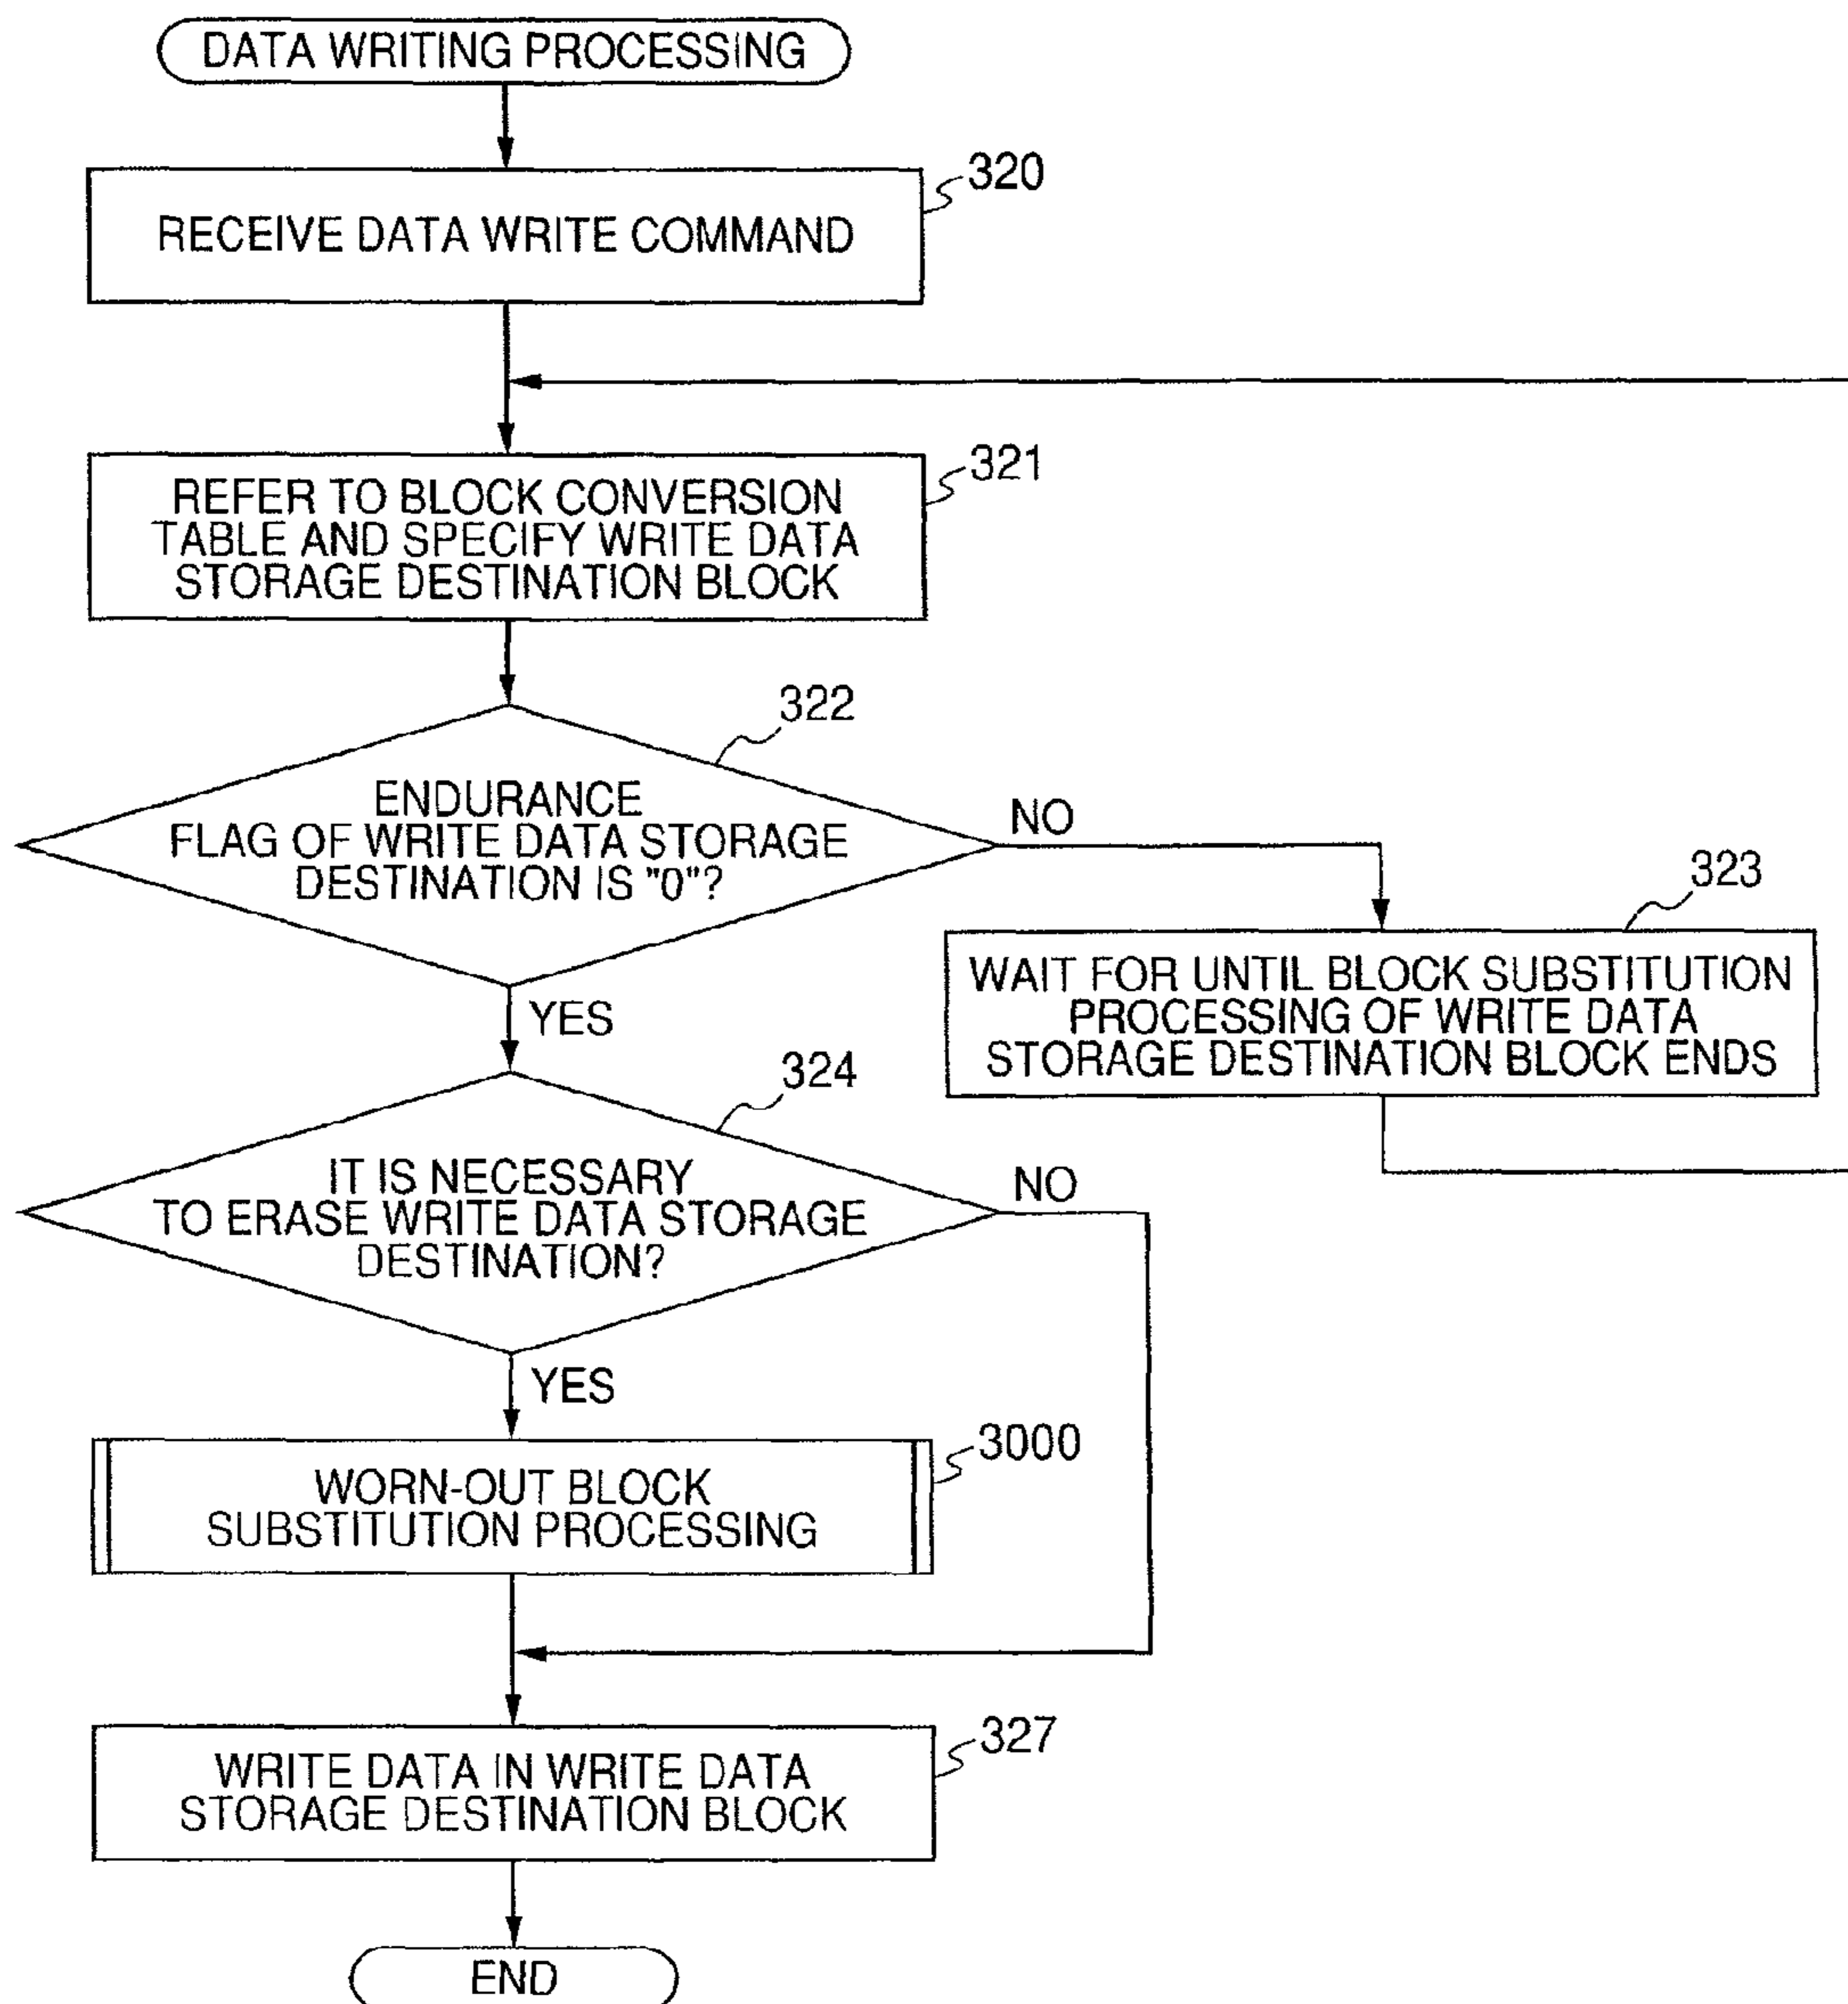 DATA WRITING PROCESSING
320
RECEIVE DATA WRITE COMMAND
321
REFER TO BLOCK CONVERSION
TABLE AND SPECIFY WRITE DATA
STORAGE DESTINATION BLOCK
322
ENDURANCE
FLAG OF WRITE DATA STORAGE
DESTINATION IS "0"?
NO
323
WAIT FOR UNTIL BLOCK SUBSTITUTION
PROCESSING OF WRITE DATA
STORAGE DESTINATION BLOCK ENDS
YES
324
IT IS NECESSARY
TO ERASE WRITE DATA STORAGE
DESTINATION?
NO
YES
3000
WORN-OUT BLOCK
SUBSTITUTION PROCESSING
327
WRITE DATA IN WRITE DATA
STORAGE DESTINATION BLOCK
END